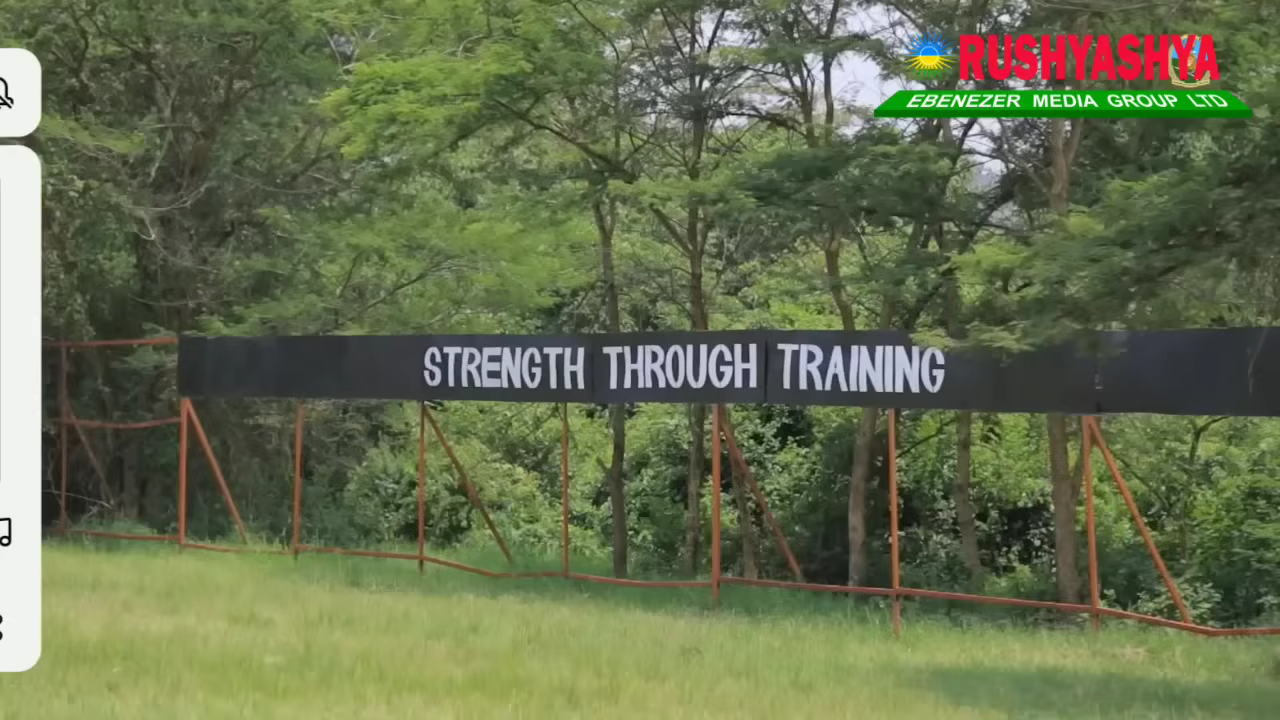 RUSHYASHYA
EBENEZER MEDIA GROUP LTD
STRENGTH THROUGH TRAINING